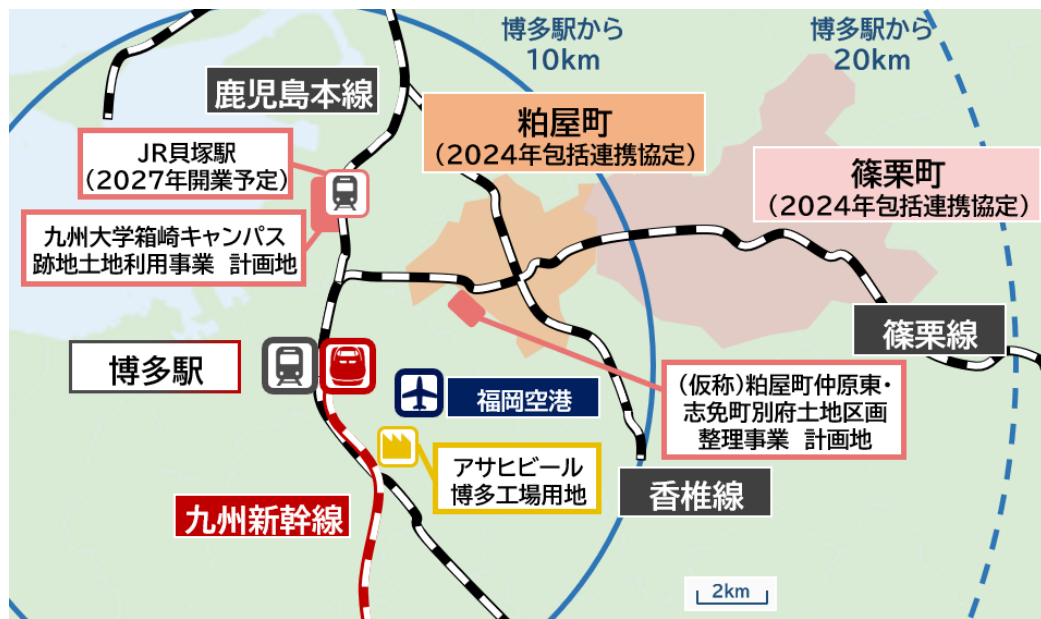 博多駅から
10km
博多駅から
20km
鹿児島本線
粕屋町
（2024年包括連携協定）
JR貝塚駅
（2027年開業予定）
篠栗町
（2024年包括連携協定）
九州大学箱崎キャンパス
跡地土地利用事業　計画地
篠栗線
博多駅
福岡空港
（仮称）粕屋町仲原東・
志免町別府土地区画
整理事業　計画地
アサヒビール
博多工場用地
香椎線
九州新幹線
2km